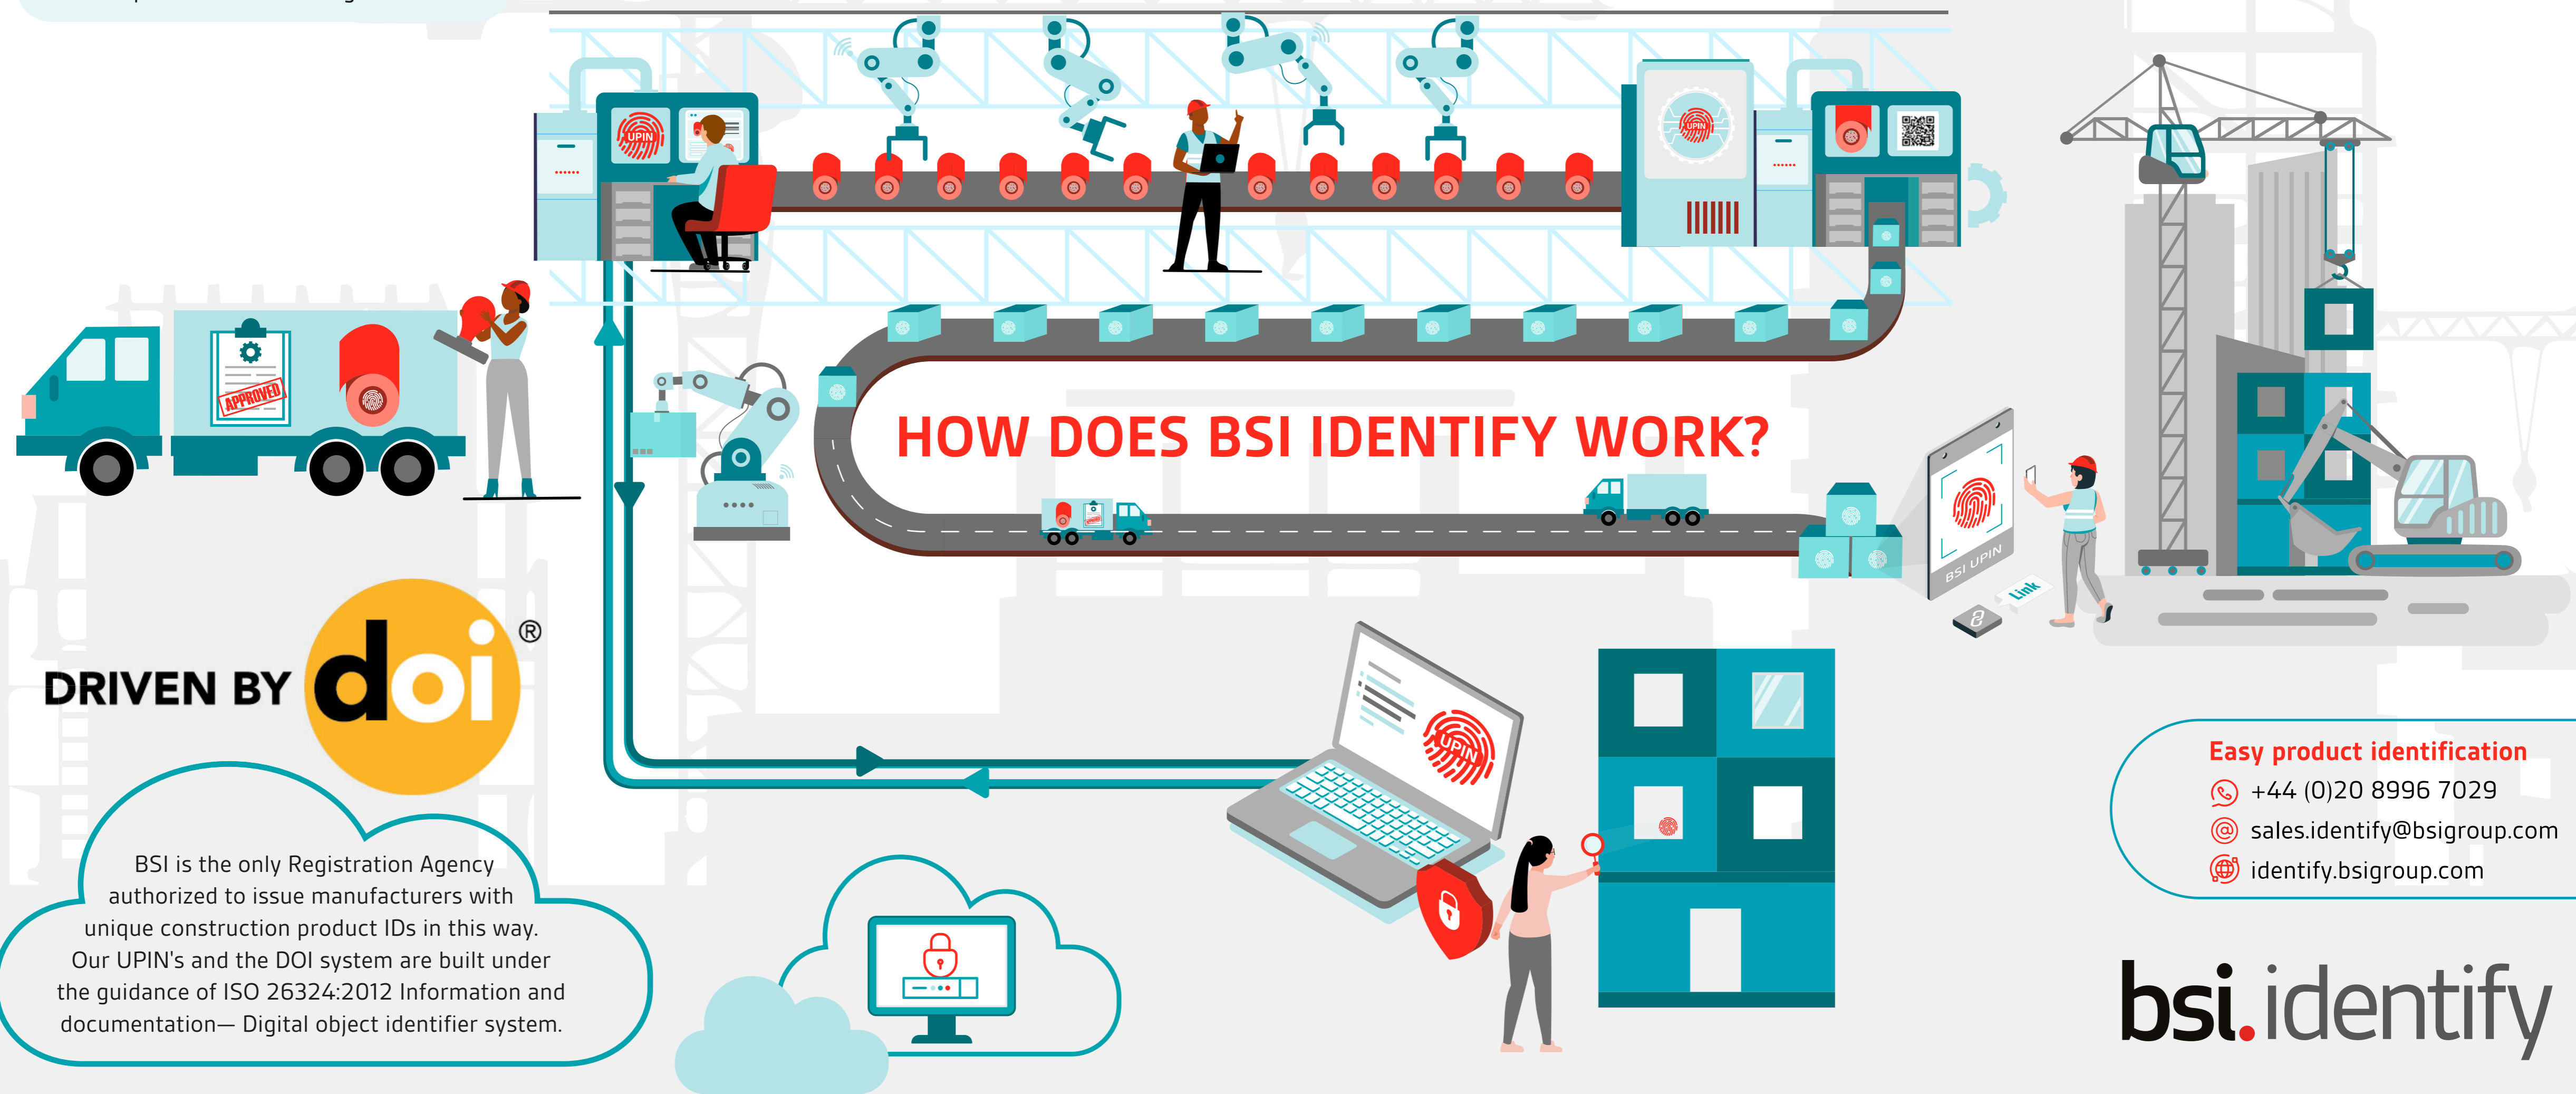 UPIN
UPIN
APPROVED
HOW DOES BSI IDENTIFY WORK?
APPROVED
BSI UPIN
Link
DRIVEN BY doi®
UPIN
BSI is the only Registration Agency
authorized to issue manufacturers with
unique construction product IDs in this way.
Our UPIN's and the DOI system are built under
the guidance of ISO 26324:2012 Information and
documentation— Digital object identifier system.
Easy product identification
+44 (0)20 8996 7029
sales.identify@bsigroup.com
identify.bsigroup.com
bsi.identify